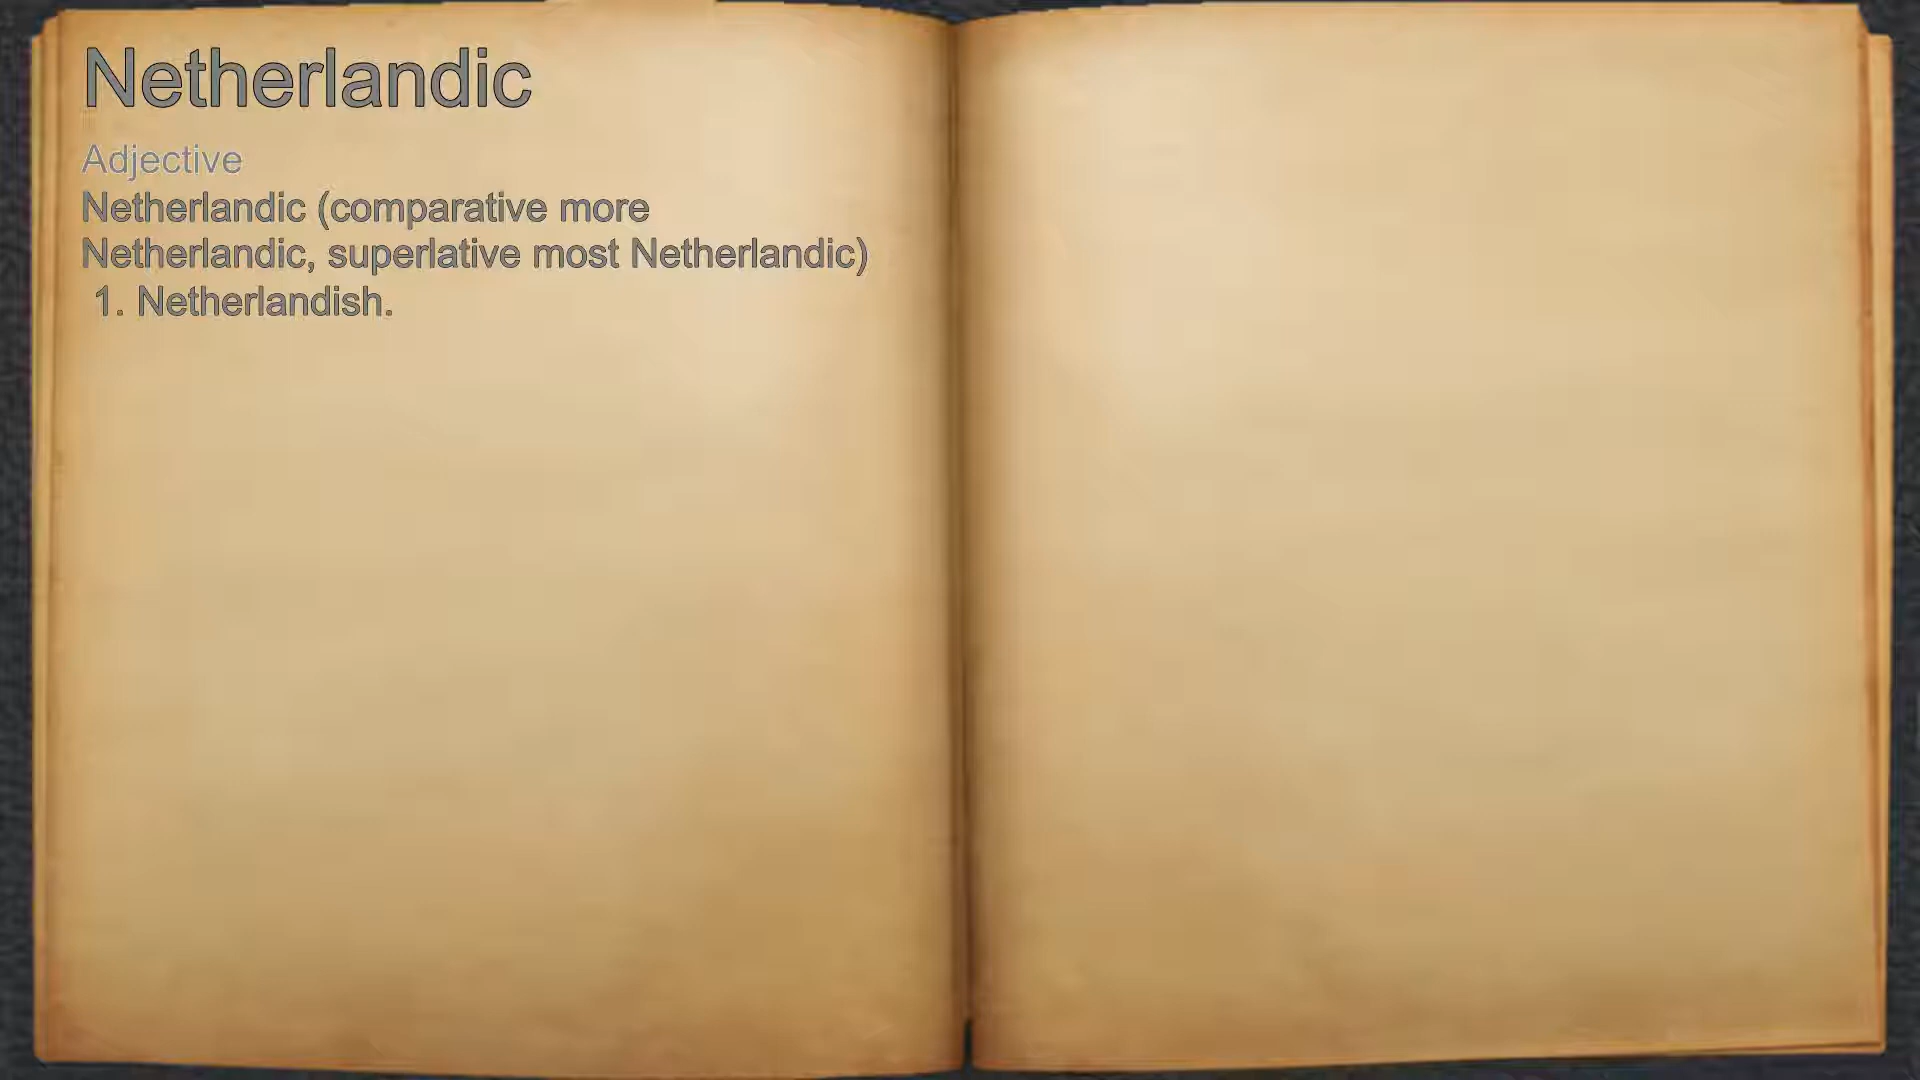 Netherlandic
Adjective
Netherlandic (comparative more
Netherlandic, superlative most Netherlandic)
1. Netherlandish.